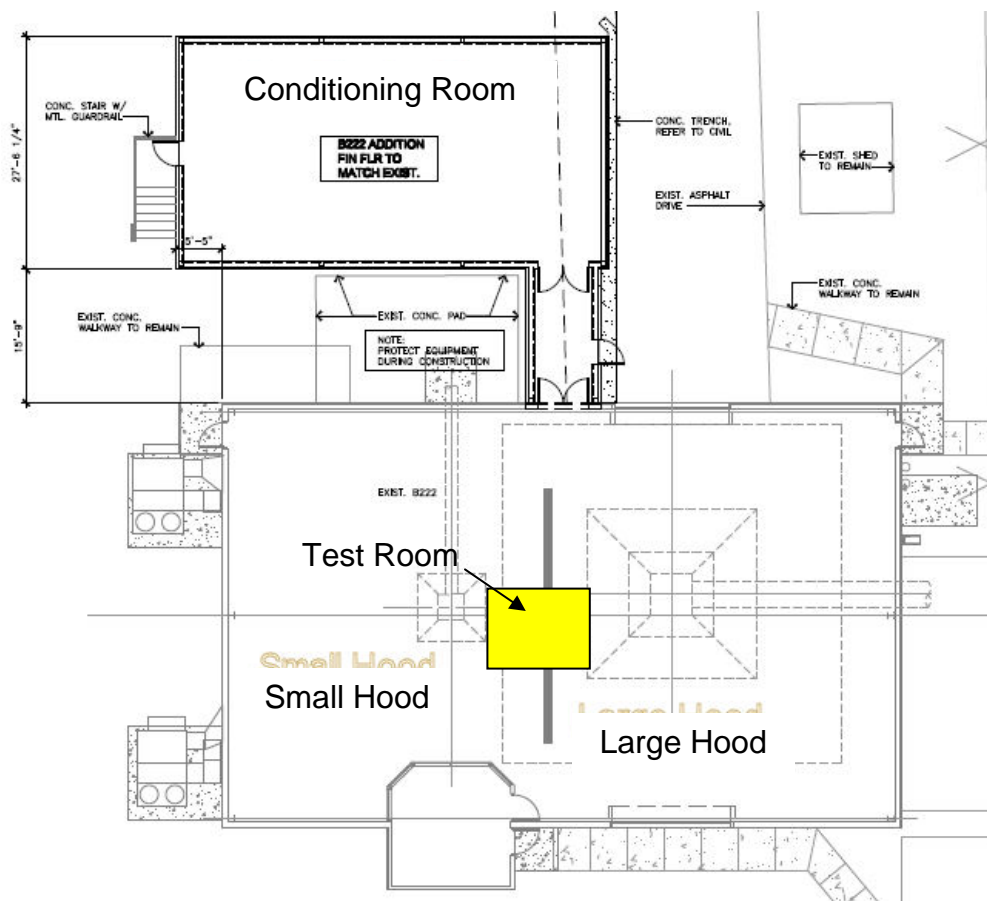 Conditioning Room
CONC. STAIR W/
MTL. GUARDRAIL
B222 ADDITION
FIN FLR TO
MATCH EXIST.
CONC. TRENCH,
REFER TO CIVIL
EXIST. SHED
TO REMAIN
27'-6 1/4"
EXIST. ASPHALT
DRIVE
5'-5"
EXIST. CONC.
WALKWAY TO REMAIN
EXIST. CONC. PAD
EXIST. CONC.
WALKWAY TO REMAIN
15'-9"
NOTE:
PROTECT EQUIPMENT
DURING CONSTRUCTION
EXIST. B222
Test Room
Small Hood
Small Hood
Large Hood
Large Hood